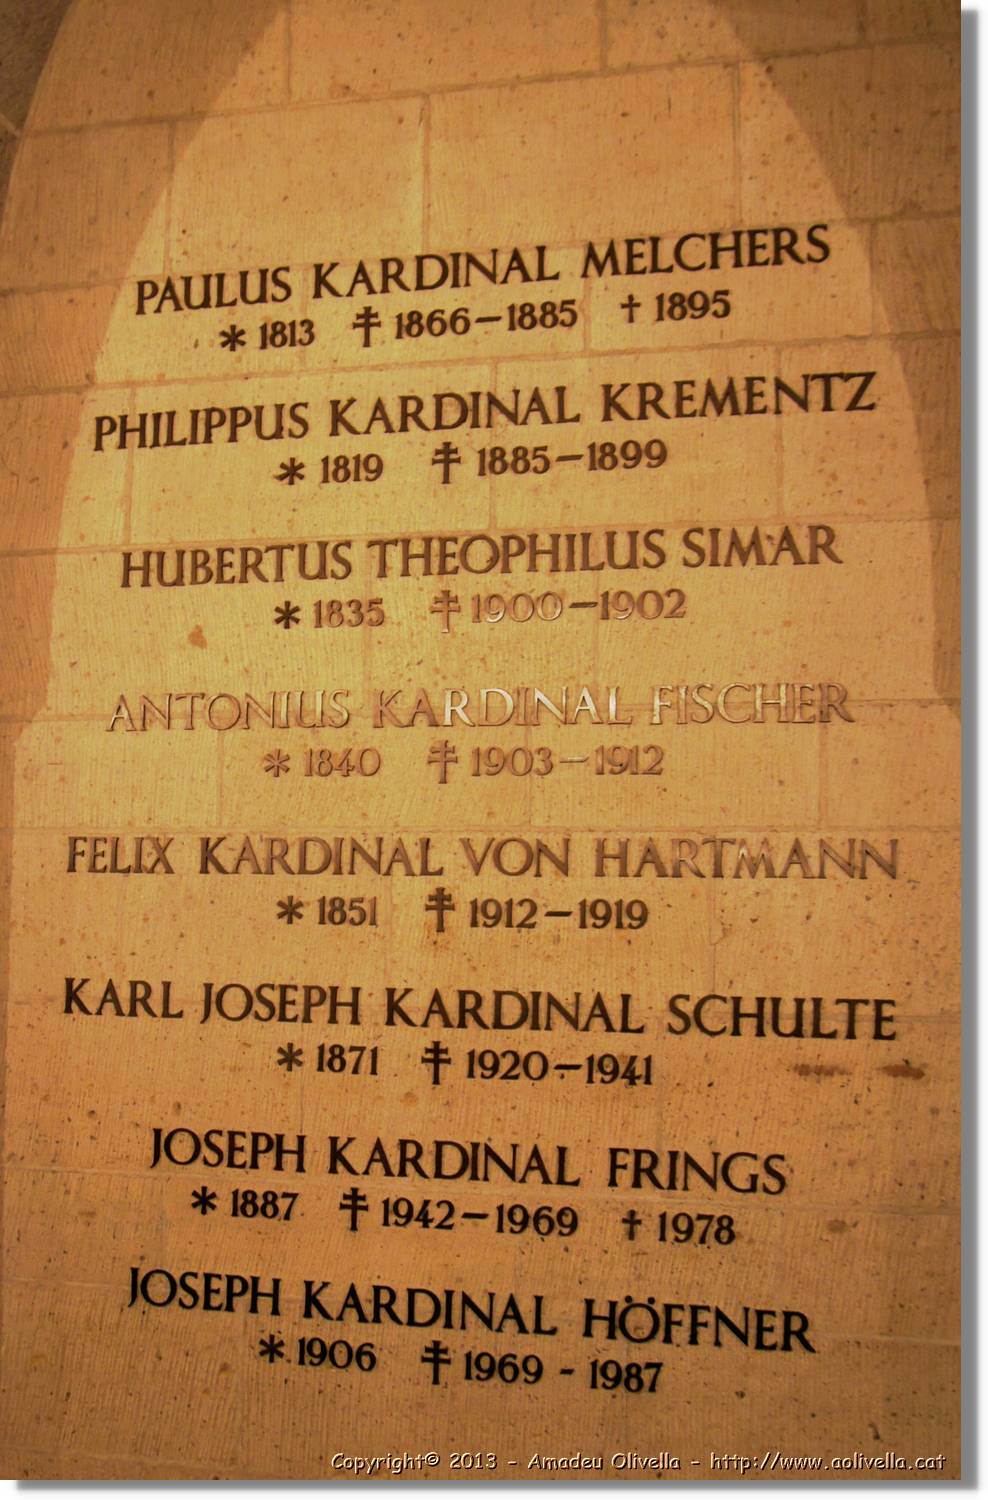 PAULUS KARDINAL MELCHERS
* 1813 ‡ 1866–1885 † 1895
PHILIPPUS KARDINAL KREMENTZ
* 1819 ‡ 1885–1899
HUBERTUS THEOPHILUS SIMAR
* 1835 ‡ 1900–1902
ANTONIUS KARDINAL FISCHER
* 1840 ‡ 1903–1912
FELIX KARDINAL VON HARTMANN
* 1851 ‡ 1912–1919
KARL JOSEPH KARDINAL SCHULTE
* 1871 ‡ 1920–1941
JOSEPH KARDINAL FRINGS
* 1887 ‡ 1942–1969 † 1978
JOSEPH KARDINAL HÖFFNER
* 1906 ‡ 1969 - 1987
Copyright© 2013 - Amadeu Olivella - http://www.aolivella.cat